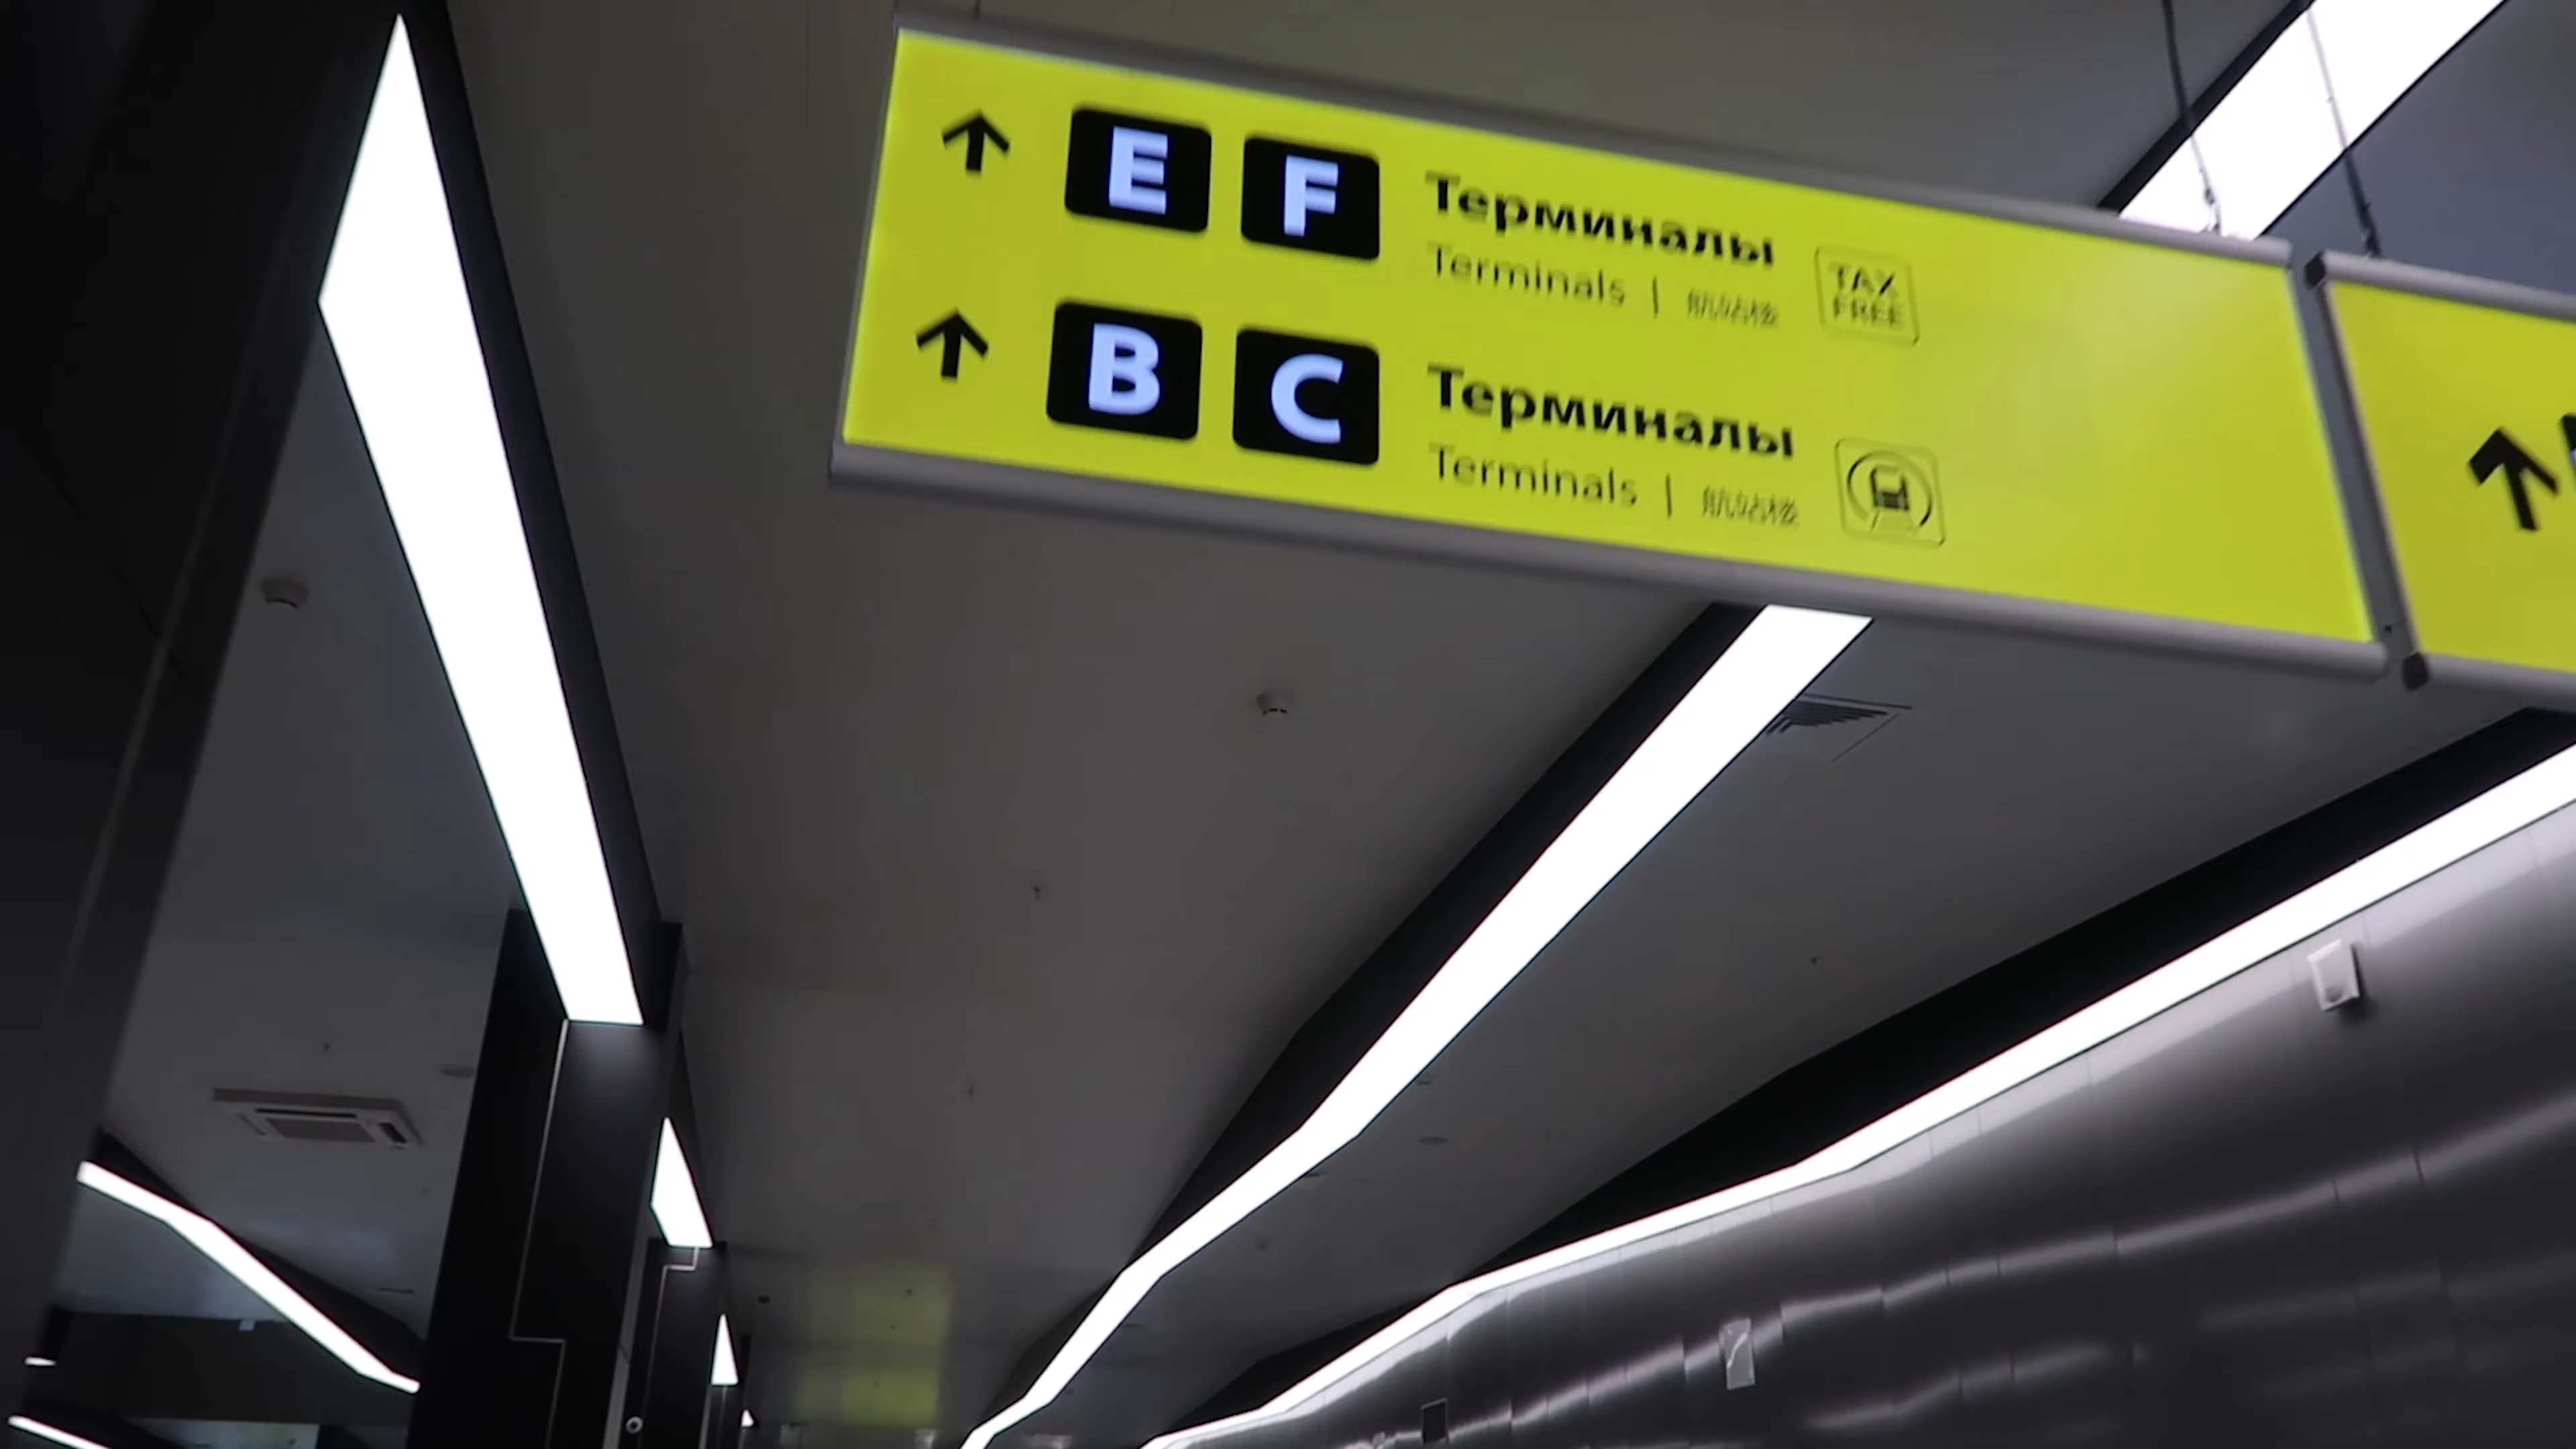 E F Терминалы
Terminals | 航站楼
TAX
FREE
B C Терминалы
Terminals | 航站楼